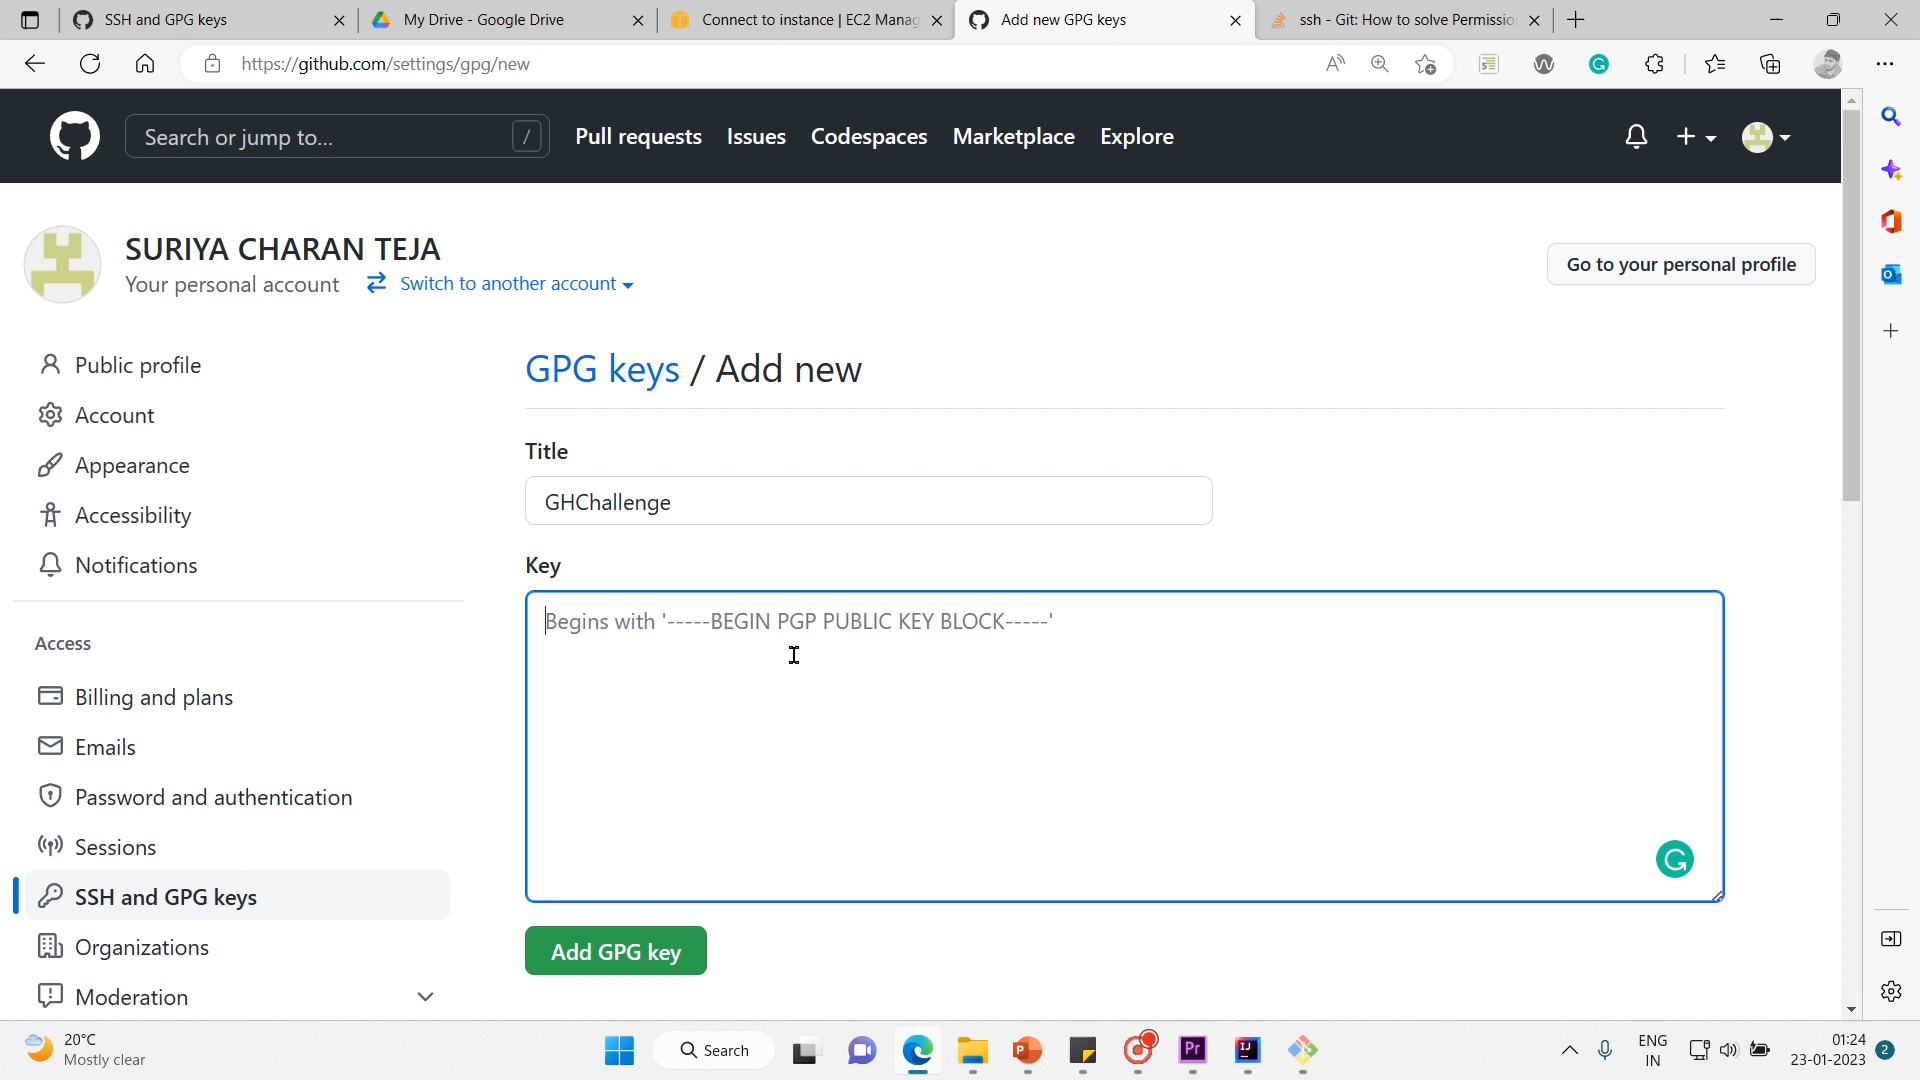 SSH and GPG keys
My Drive - Google Drive
Connect to instance | EC2 Manag
Add new GPG keys
ssh - Git: How to solve Permissio
https://github.com/settings/gpg/new
Search or jump to... /
Pull requests
Issues
Codespaces
Marketplace
Explore
SURIYA CHARAN TEJA
Your personal account
Switch to another account
Go to your personal profile
Public profile
Account
Appearance
Accessibility
Notifications
Access
Billing and plans
Emails
Password and authentication
Sessions
SSH and GPG keys
Organizations
Moderation
GPG keys / Add new
Title
GHChallenge
Key
Begins with '-----BEGIN PGP PUBLIC KEY BLOCK-----'
Add GPG key
20°C
Mostly clear
Search
ENG
IN
01:24
23-01-2023
2